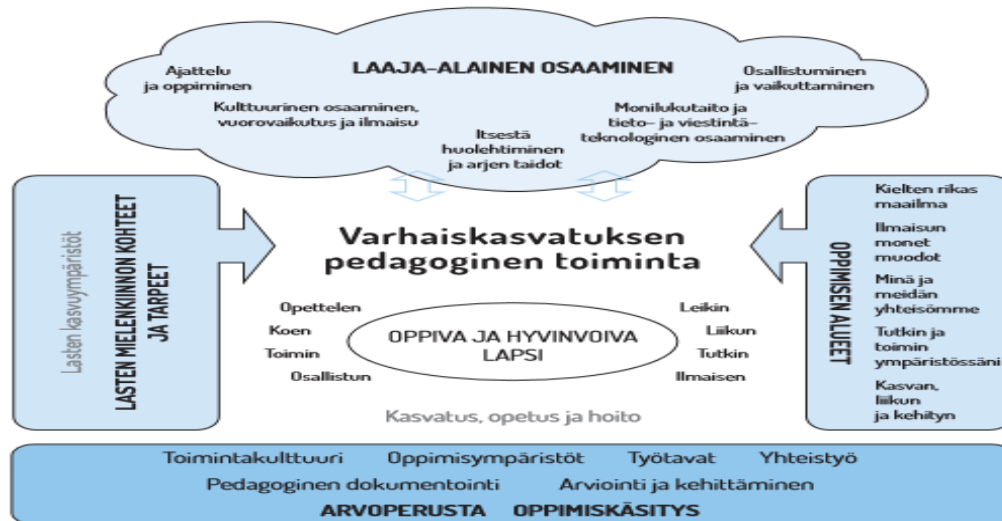 LAAJA-ALAINEN OSAAMINEN
Ajattelu
ja oppiminen
Kulttuurinen osaaminen,
vuorovaikutus ja ilmaisu
Itsestä
huolehtiminen
ja arjen taidot
Monilukutaito ja
tieto- ja viestintä-
teknologinen osaaminen
Osallistuminen
ja vaikuttaminen
Lasten kasvuympäristöt
LASTEN MIELENKIINNON KOHTEET
JA TARPEET
Varhaiskasvatuksen
pedagoginen toiminta
Opettelen
Koen
Toimin
Osallistun
OPPIVA JA HYVINVOIVA
LAPSI
Leikin
Liikun
Tutkin
Ilmaisen
Kasvatus, opetus ja hoito
OPPIMISEN ALUEET
Kielten rikas
maailma
Ilmaisun
monet
muodot
Minä ja
meidän
yhteisömme
Tutkin ja
toimin
ympäristössäni
Kasvan,
liikun
ja kehityn
Toimintakulttuuri Oppimisympäristöt Työtavat Yhteistyö
Pedagoginen dokumentointi Arviointi ja kehittäminen
ARVOPERUSTA OPPIMISKÄSITYS